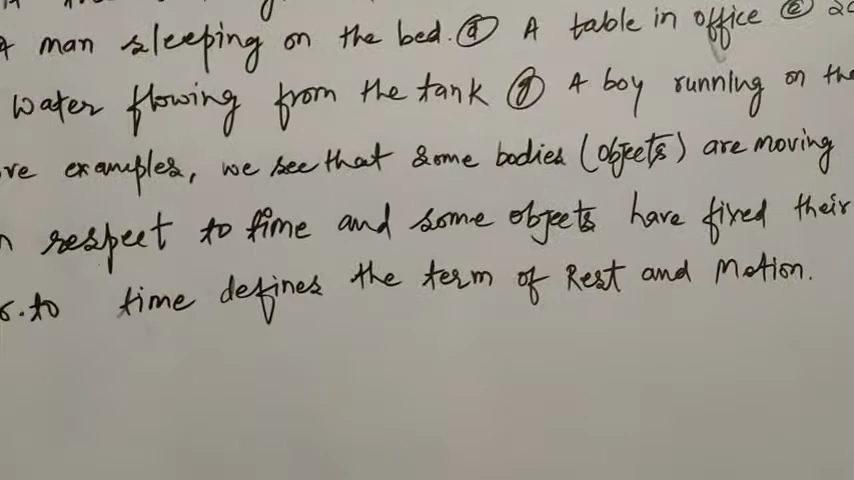 man sleeping on the bed. (d) A table in office (e)
Water flowing from the tank (g) A boy running on the
examples, we see that some bodies (objects) are moving
respect to time and some objects have fixed their
to time defines the term of Rest and Motion.